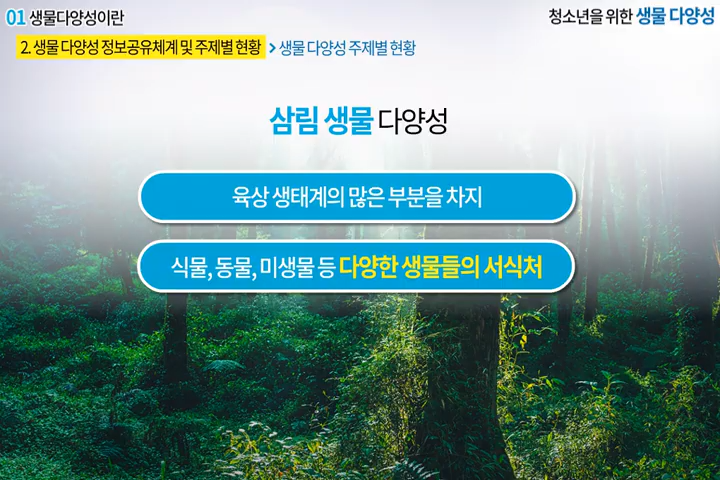 01 생물다양성이란
청소년을 위한 생물 다양성
2. 생물 다양성 정보공유체계 및 주제별 현황 > 생물 다양성 주제별 현황
삼림 생물 다양성
육상 생태계의 많은 부분을 차지
식물, 동물, 미생물 등 다양한 생물들의 서식처